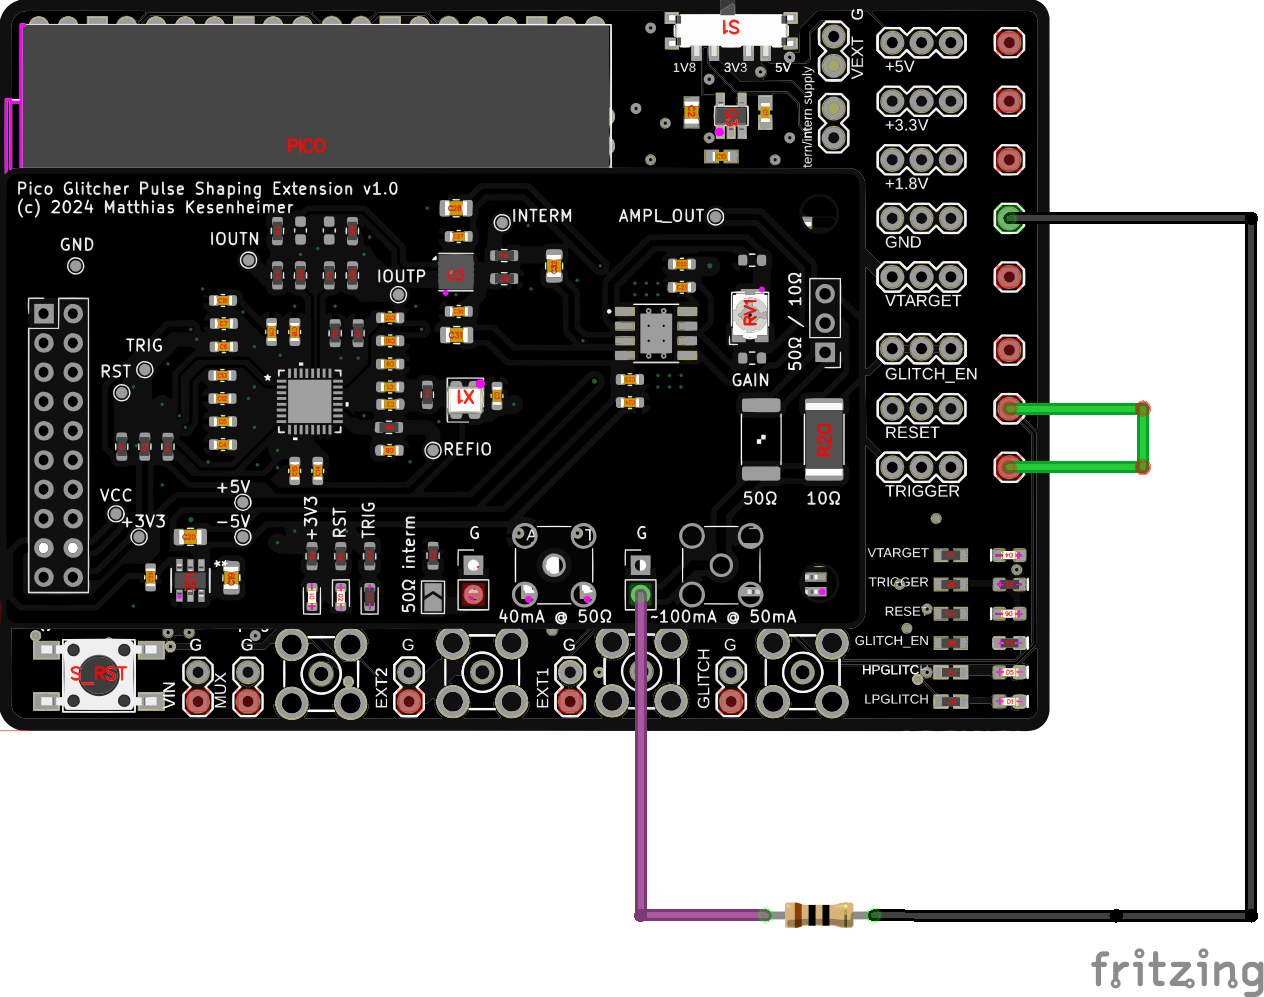 S1
1V8
3V3
5V
VEXT
G
tern/intern supply
+5V
+3.3V
+1.8V
GND
VTARGET
GLITCH_EN
RESET
TRIGGER
PICO
Pico Glitcher Pulse Shaping Extension v1.0
(c) 2024 Matthias Kesenheimer
GND
IOUTN
IOUTP
INTERM
AMPL_OUT
U3
C31
C32
RV1
GAIN
50Ω / 10Ω
TRIG
RST
X1
REFIO
R20
50Ω
10Ω
VCC
+3V3
+5V
-5V
C20
+3V3
RST
TRIG
50Ω interm
G
G
40mA @ 50Ω
~100mA @ 50mA
VTARGET
TRIGGER
RESET
GLITCH_EN
HPGLITCH
LPGLITCH
S_RST
VIN
G
MUX
G
EXT2
G
EXT1
G
GLITCH
G
fritzing